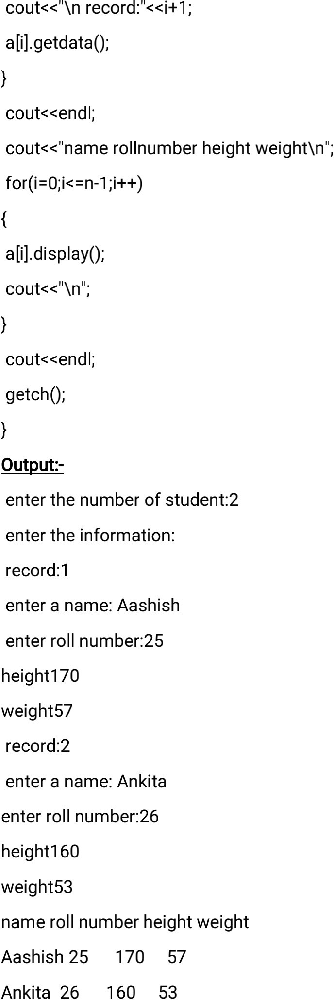 cout<<"\n record:"<<i+1;
a[i].getdata();
}
cout<<endl;
cout<<"name rollnumber height weight\n";
for(i=0;i<=n-1;i++)
{
a[i].display();
cout<<"\n";
}
cout<<endl;
getch();
}
Output:-
enter the number of student:2
enter the information:
record:1
enter a name: Aashish
enter roll number:25
height170
weight57
record:2
enter a name: Ankita
enter roll number:26
height160
weight53
name roll number height weight
Aashish 25 170 57
Ankita 26 160 53